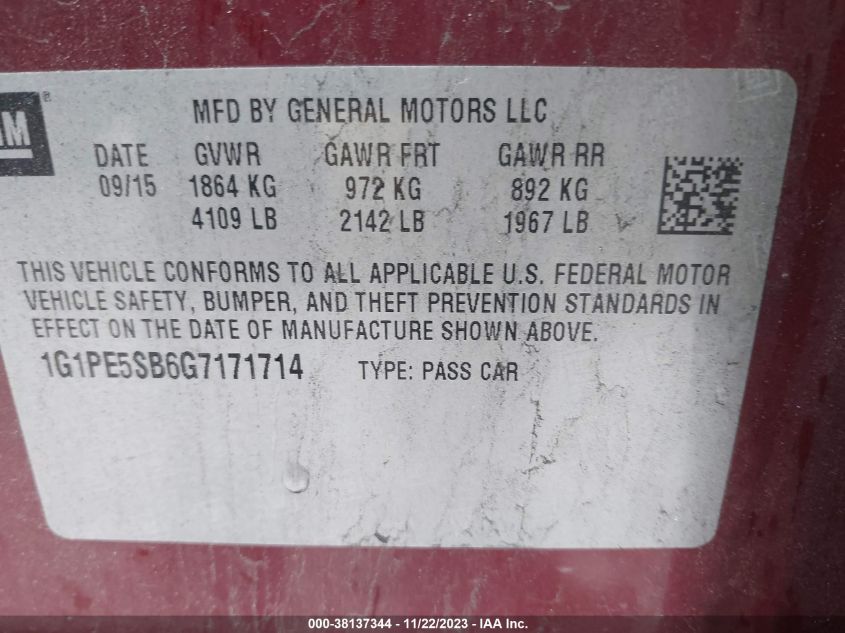 GM ®
MFD BY GENERAL MOTORS LLC
DATE GVWR GAWR FRT GAWR RR
09/15 1864 KG 972 KG 892 KG
4109 LB 2142 LB 1967 LB
THIS VEHICLE CONFORMS TO ALL APPLICABLE U.S. FEDERAL MOTOR
VEHICLE SAFETY, BUMPER, AND THEFT PREVENTION STANDARDS IN
EFFECT ON THE DATE OF MANUFACTURE SHOWN ABOVE.
1G1PE5SB6G7171714 TYPE: PASS CAR
000-38137344 - 11/22/2023 - IAA Inc.